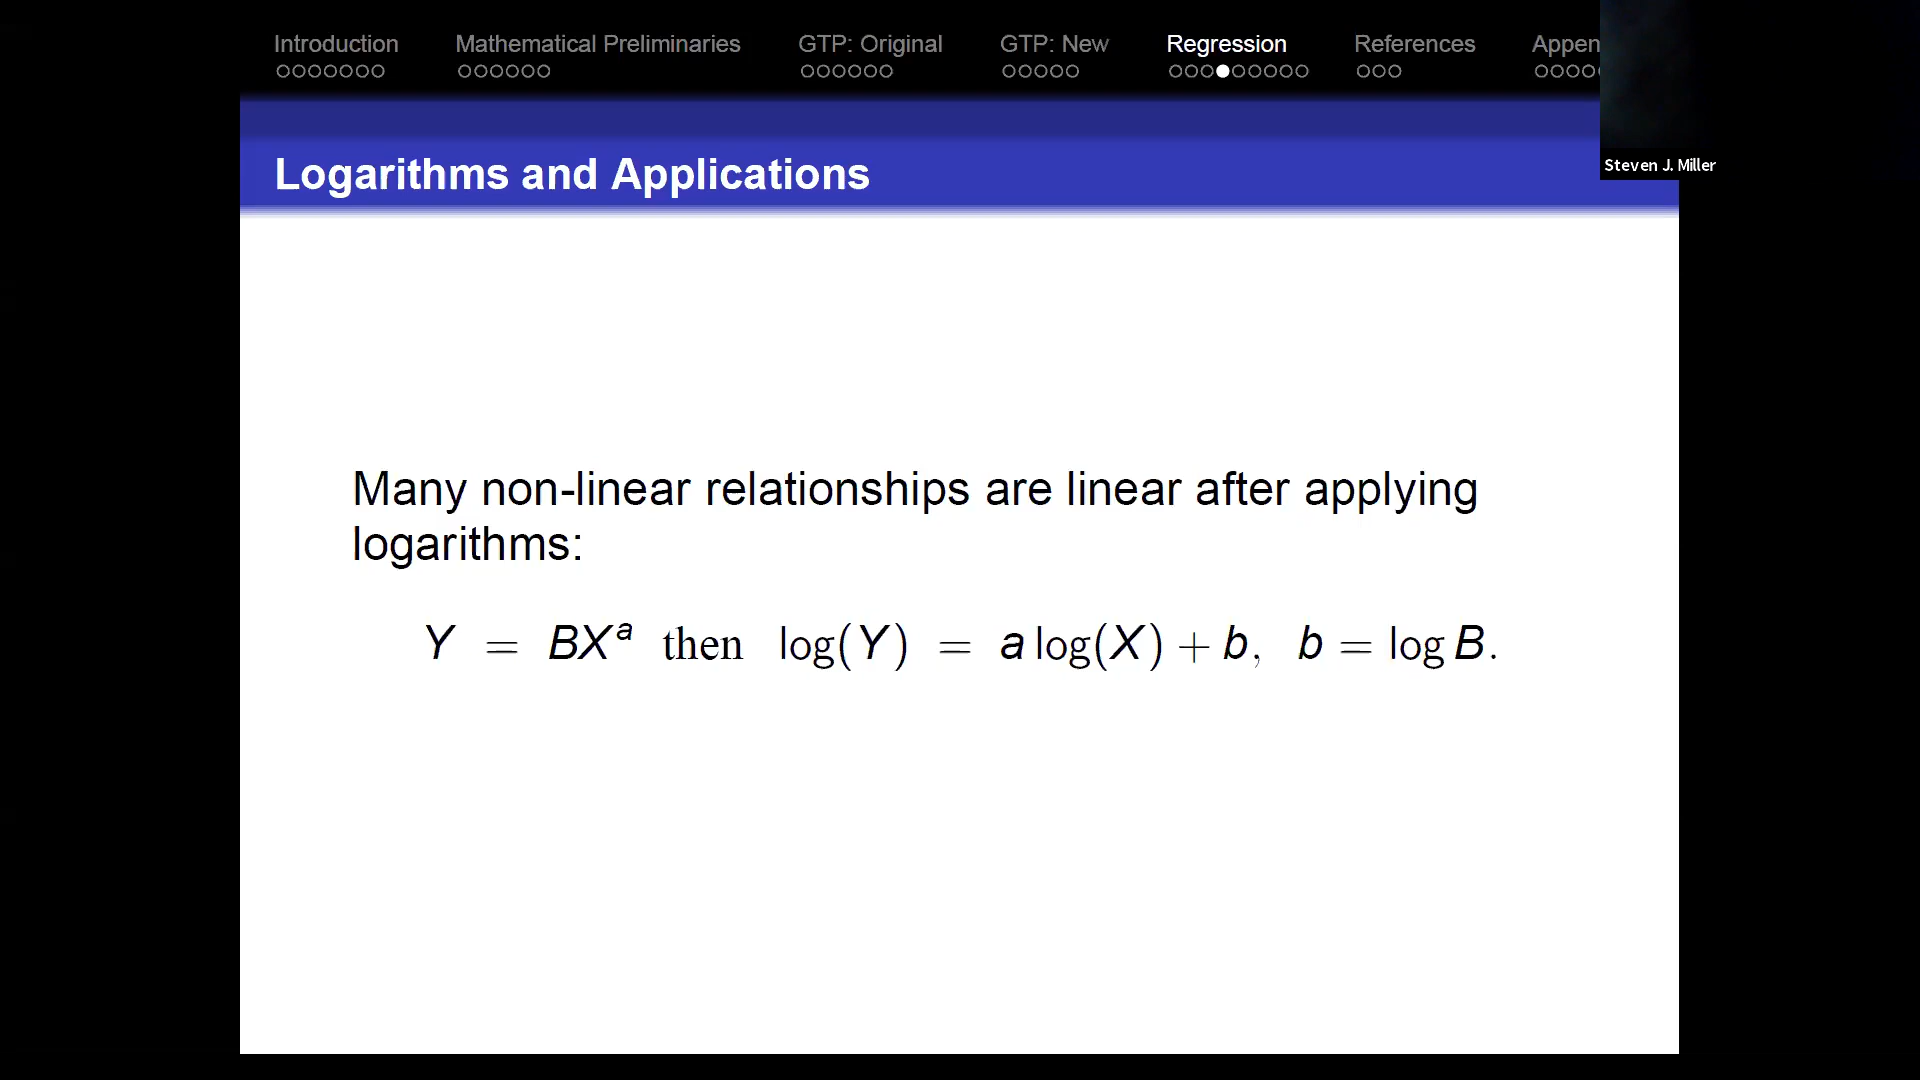 Introduction Mathematical Preliminaries GTP: Original GTP: New Regression References Appen
Steven J. Miller
Logarithms and Applications
Many non-linear relationships are linear after applying
logarithms:
Y = BXᵃ then log(Y) = a log(X) + b, b = log B.